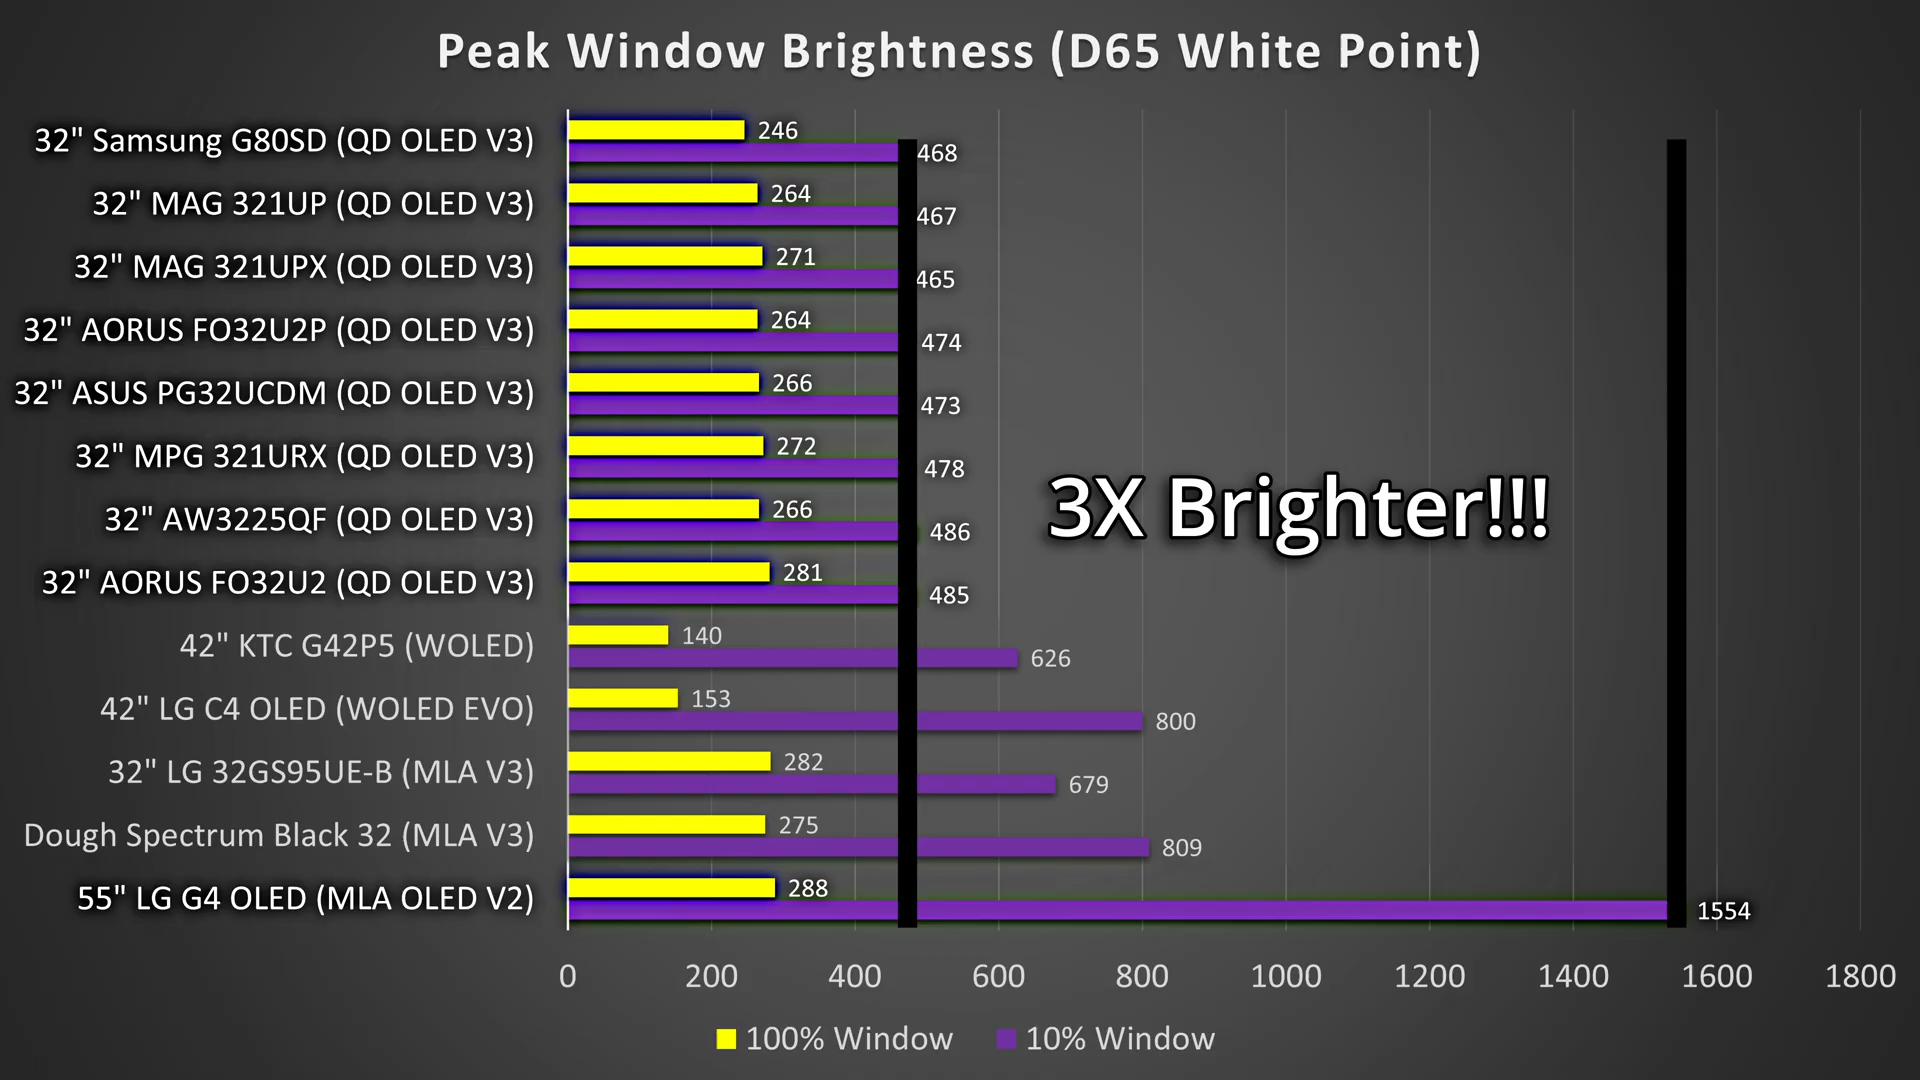 Peak Window Brightness (D65 White Point)
32" Samsung G80SD (QD OLED V3)
246
468
32" MAG 321UP (QD OLED V3)
264
467
32" MAG 321UPX (QD OLED V3)
271
465
32" AORUS FO32U2P (QD OLED V3)
264
474
32" ASUS PG32UCDM (QD OLED V3)
266
473
32" MPG 321URX (QD OLED V3)
272
478
3X Brighter!!!
32" AW3225QF (QD OLED V3)
266
486
32" AORUS FO32U2 (QD OLED V3)
281
485
42" KTC G42P5 (WOLED)
140
626
42" LG C4 OLED (WOLED EVO)
153
800
32" LG 32GS95UE-B (MLA V3)
282
679
Dough Spectrum Black 32 (MLA V3)
275
809
55" LG G4 OLED (MLA OLED V2)
288
1554
0 200 400 600 800 1000 1200 1400 1600 1800
100% Window 10% Window